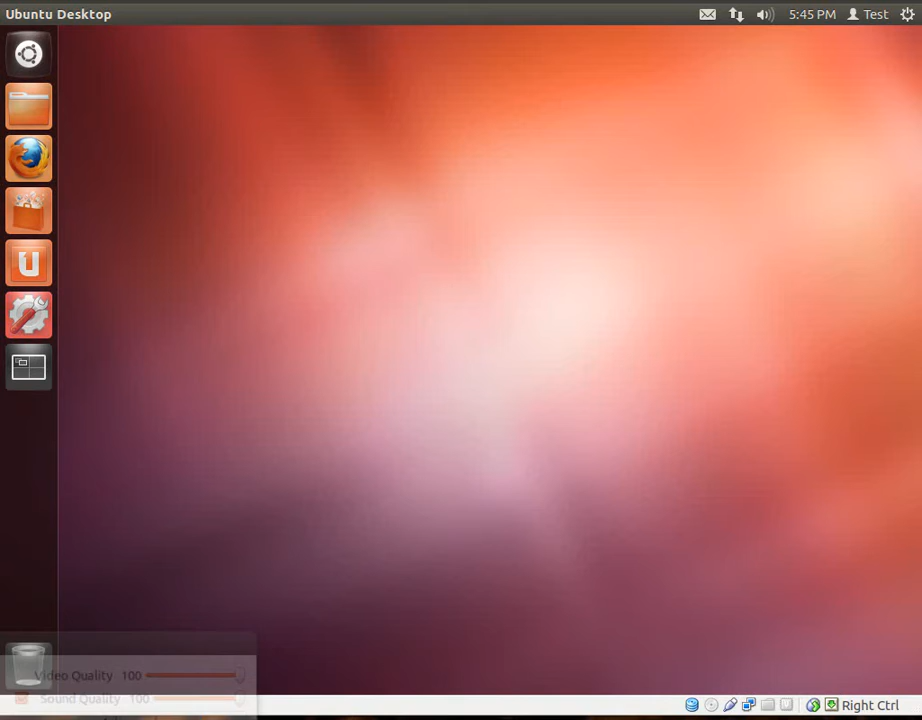 Ubuntu Desktop
5:45 PM
Test
Video Quality 100
Sound Quality 100
Right Ctrl